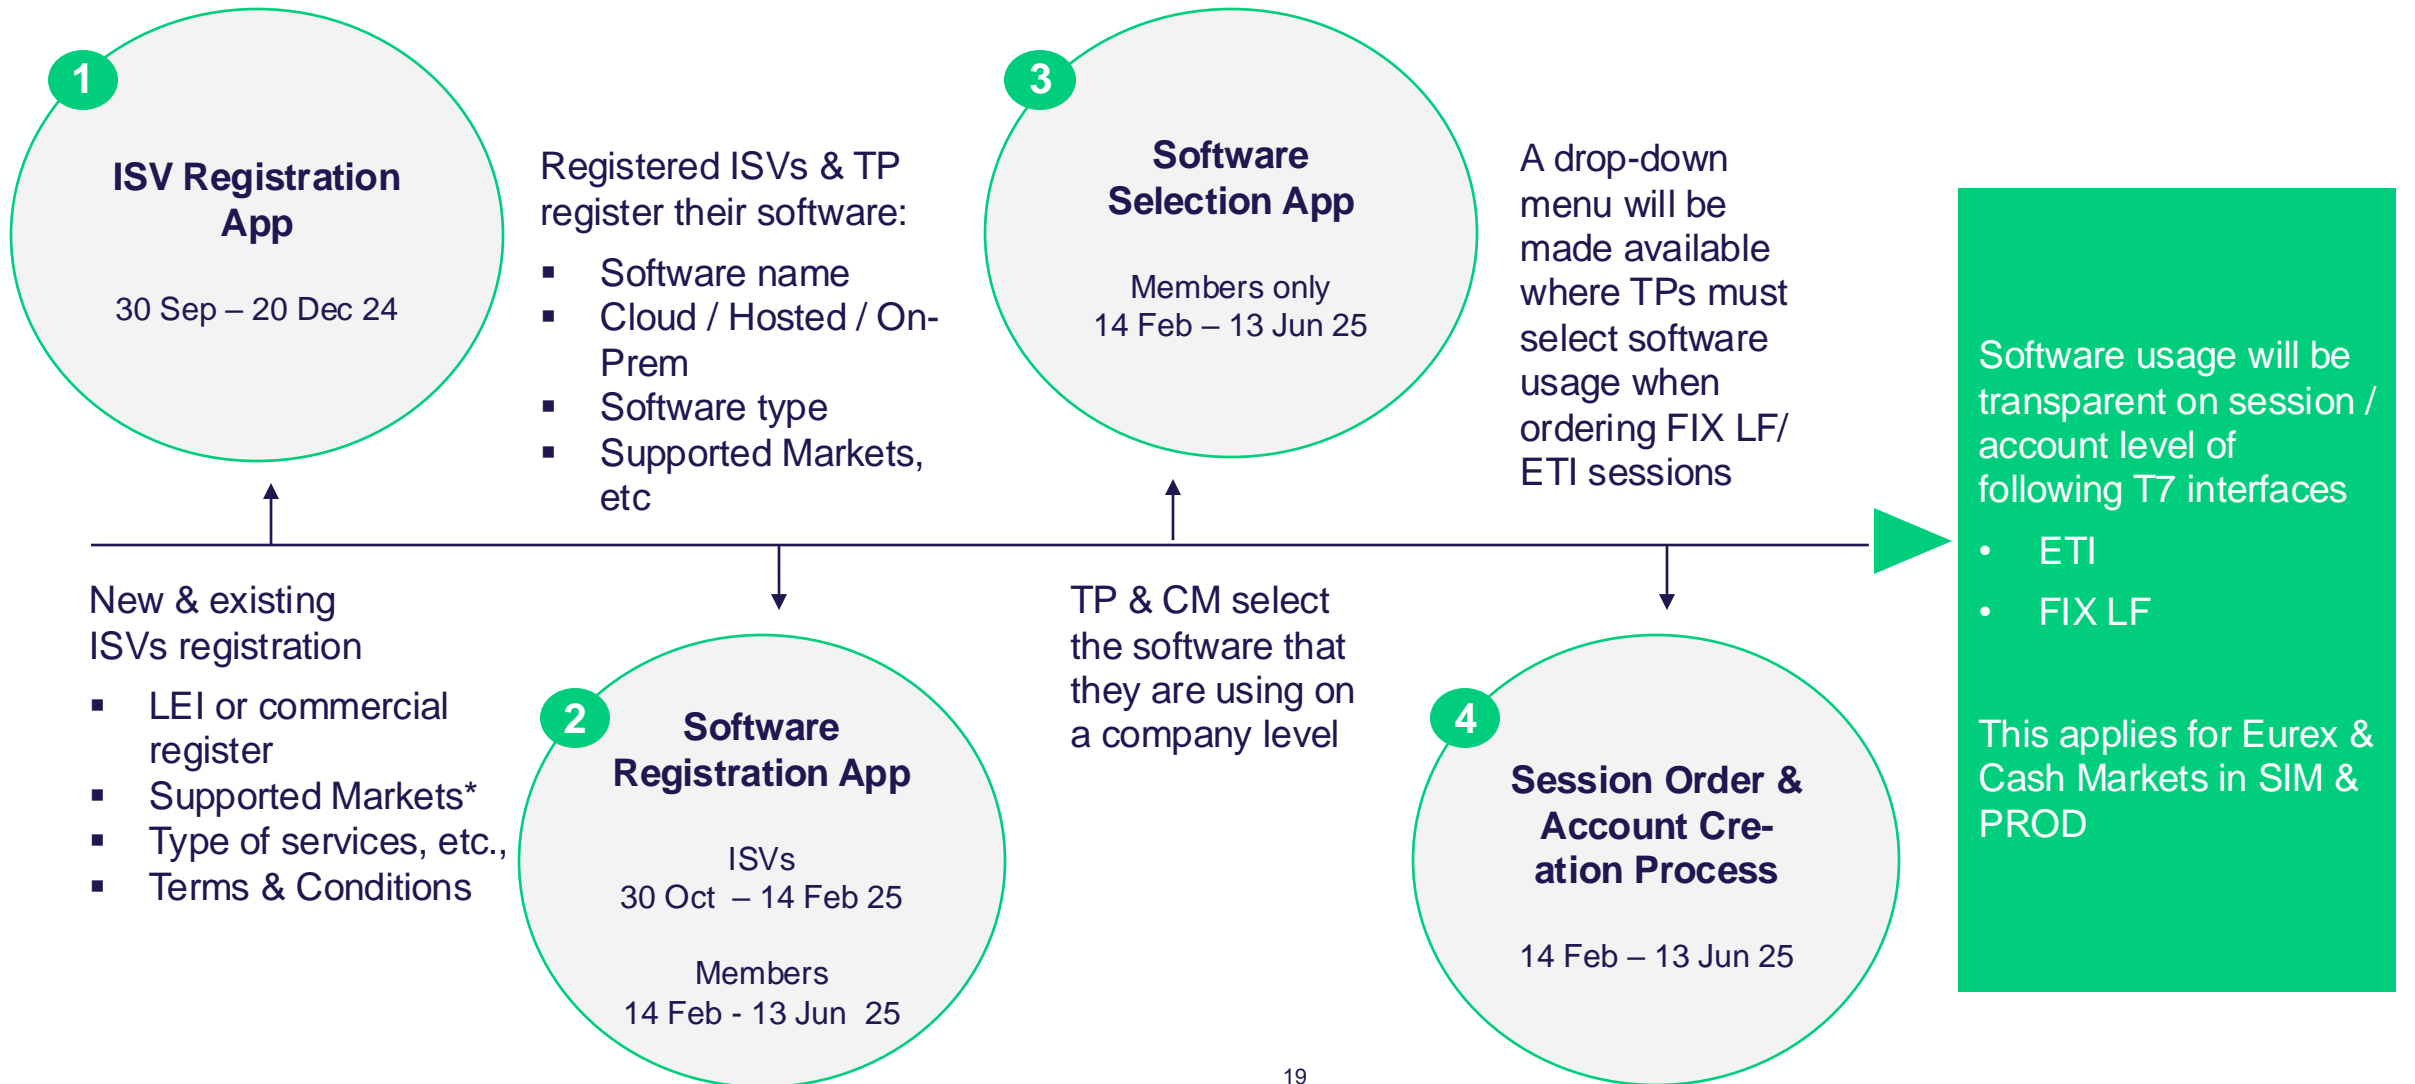 1
ISV Registration
App
30 Sep – 20 Dec 24
New & existing
ISVs registration
▪ LEI or commercial
register
▪ Supported Markets*
▪ Type of services, etc.,
▪ Terms & Conditions
Registered ISVs & TP
register their software:
▪ Software name
▪ Cloud / Hosted / On-
Prem
▪ Software type
▪ Supported Markets,
etc
2
Software
Registration App
ISVs
30 Oct – 14 Feb 25
Members
14 Feb - 13 Jun 25
3
Software
Selection App
Members only
14 Feb – 13 Jun 25
TP & CM select
the software that
they are using on
a company level
A drop-down
menu will be
made available
where TPs must
select software
usage when
ordering FIX LF/
ETI sessions
4
Session Order &
Account Cre-
ation Process
14 Feb – 13 Jun 25
Software usage will be
transparent on session /
account level of
following T7 interfaces
• ETI
• FIX LF
This applies for Eurex &
Cash Markets in SIM &
PROD
19